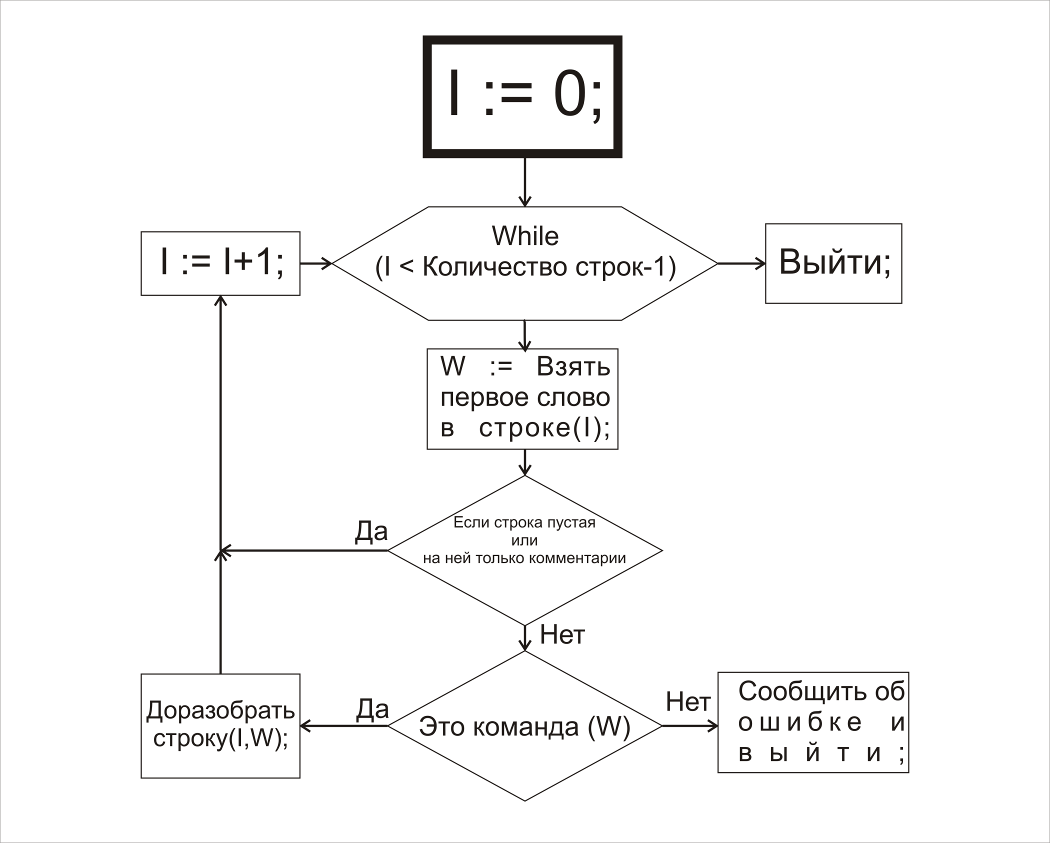 I := 0;
While
(I < Количество строк-1)
I := I+1;
Выйти;
W := Взять
первое слово
в строке(I);
Если строка пустая
или
на ней только комментарии
Да
Нет
Это команда (W)
Да
Нет
Доразобрать
строку(I,W);
Сообщить об
ошибке и
выйти;